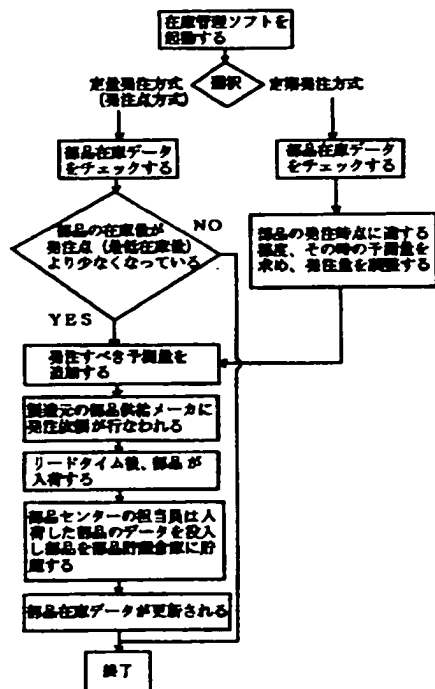 在庫管理ソフトを
起動する
選択
定量発注方式
(発注点方式)
定期発注方式
部品在庫データ
をチェックする
部品在庫データ
をチェックする
部品の在庫量が
発注点（最低在庫量）
より少なくなっている
NO
YES
部品の発注時点に達する
都度、その時の予測量を
求め、発注量を調整する
発注すべき予測量を
追加する
製造元の部品供給メーカに
発注依頼が行なわれる
リードタイム後、部品が
入荷する
部品センターの担当員は入
荷した部品のデータを投入
し部品を部品貯蔵倉庫に貯
蔵する
部品在庫データが更新される
終了